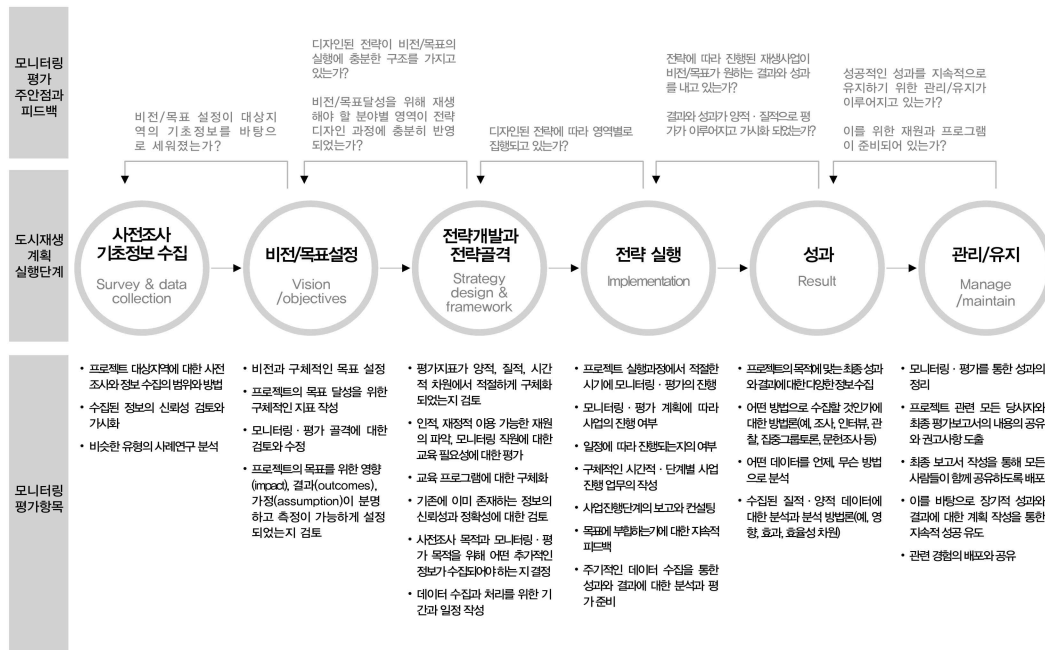 모니터링
평가
주안점과
피드백
비전/목표 설정이 대상지
역의 기초정보를 바탕으
로 세워졌는가?
디자인된 전략이 비전/목표의
실행에 충분한 구조를 가지고
있는가?
비전/목표달성을 위해 재생
해야 할 분야별 영역이 전략
디자인 과정에 충분히 반영
되었는가?
디자인된 전략에 따라 영역별로
집행되고 있는가?
전략에 따라 진행된 재생사업이
비전/목표가 원하는 결과와 성과
를 내고 있는가?
결과와 성과가 양적 · 질적으로 평
가가 이루어지고 가시화 되었는가?
성공적인 성과를 지속적으로
유지하기 위한 관리/유지가
이루어지고 있는가?
이를 위한 재원과 프로그램
이 준비되어 있는가?
도시재생
계획
실행단계
사전조사
기초정보 수집
Survey & data
collection
비전/목표설정
Vision
/objectives
전략개발과
전략골격
Strategy
design &
framework
전략 실행
Implementation
성과
Result
관리/유지
Manage
/maintain
모니터링
평가항목
• 프로젝트 대상지역에 대한 사전
조사와 정보 수집의 범위와 방법
• 수집된 정보의 신뢰성 검토와
가시화
• 비슷한 유형의 사례연구 분석
• 비전과 구체적인 목표 설정
• 프로젝트의 목표 달성을 위한
구체적인 지표 작성
• 모니터링 · 평가 골격에 대한
검토와 수정
• 프로젝트의 목표를 위한 영향
(impact), 결과(outcomes),
가정(assumption)이 분명
하고 측정이 가능하게 설정
되었는지 검토
• 평가지표가 양적, 질적, 시간
적 차원에서 적절하게 구체화
되었는지 검토
• 인적, 재정적 이용 가능한 재원
의 파악, 모니터링 직원에 대한
교육 필요성에 대한 평가
• 교육 프로그램에 대한 구체화
• 기존에 이미 존재하는 정보의
신뢰성과 정확성에 대한 검토
• 사전조사 목적과 모니터링 · 평
가 목적을 위해 어떤 추가적인
정보가 수집되어야 하는 지 결정
• 데이터 수집과 처리를 위한 기
간과 일정 작성
• 프로젝트 실행과정에서 적절한
시기에 모니터링 · 평가의 진행
• 모니터링 · 평가 계획에 따라
사업의 진행 여부
• 일정에 따라 진행되는지의 여부
• 구체적인 시간적 · 단계별 사업
진행 업무의 작성
• 사업진행단계의 보고와 컨설팅
• 목표에 부합하는가에 대한 지속적
피드백
• 주기적인 데이터 수집을 통한
성과와 결과에 대한 분석과 평
가 준비
• 프로젝트의 목적에 맞는 최종 성과
와 결과에 대한 다양한 정보수집
• 어떤 방법으로 수집할 것인가에
대한 방법론(예, 조사, 인터뷰, 관
찰, 집중그룹토론, 문헌조사 등)
• 어떤 데이터를 언제, 무슨 방법
으로 분석
• 수집된 질적 · 양적 데이터에
대한 분석과 분석 방법론(예, 영
향, 효과, 효율성 차원)
• 모니터링 · 평가를 통한 성과의
정리
• 프로젝트 관련 모든 당사자와
최종 평가보고서의 내용의 공유
와 권고사항 도출
• 최종 보고서 작성을 통해 모든
사람들이 함께 공유하도록 배포
• 이를 바탕으로 장기적 성과와
결과에 대한 계획 작성을 통한
지속적 성공 유도
• 관련 경험의 배포와 공유